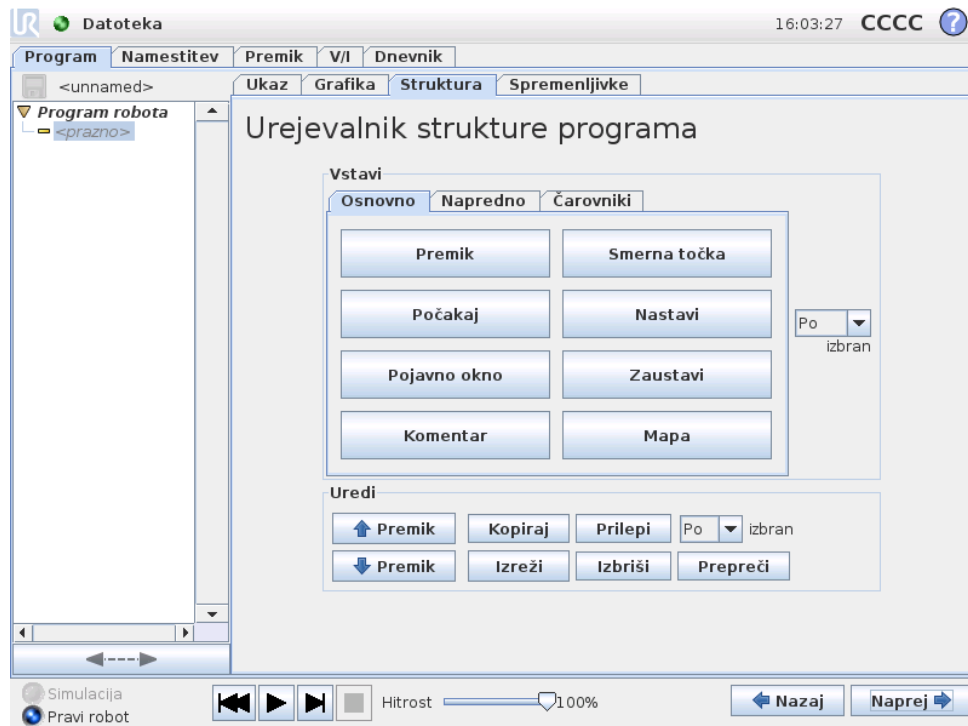 UR Datoteka 16:03:27 CCCC ?
Program Namestitev Premik V/I Dnevnik
<unnamed> Ukaz Grafika Struktura Spremenljivke
Program robota
<prazno>
Urejevalnik strukture programa
Vstavi
Osnovno Napredno Čarovniki
Premik Smerna točka
Počakaj Nastavi
Po
izbran
Pojavno okno Zaustavi
Komentar Mapa
Uredi
Premik Kopiraj Prilepi Po izbran
Premik Izreži Izbriši Prepreči
Simulacija
Pravi robot
Hitrost 100% Nazaj Naprej